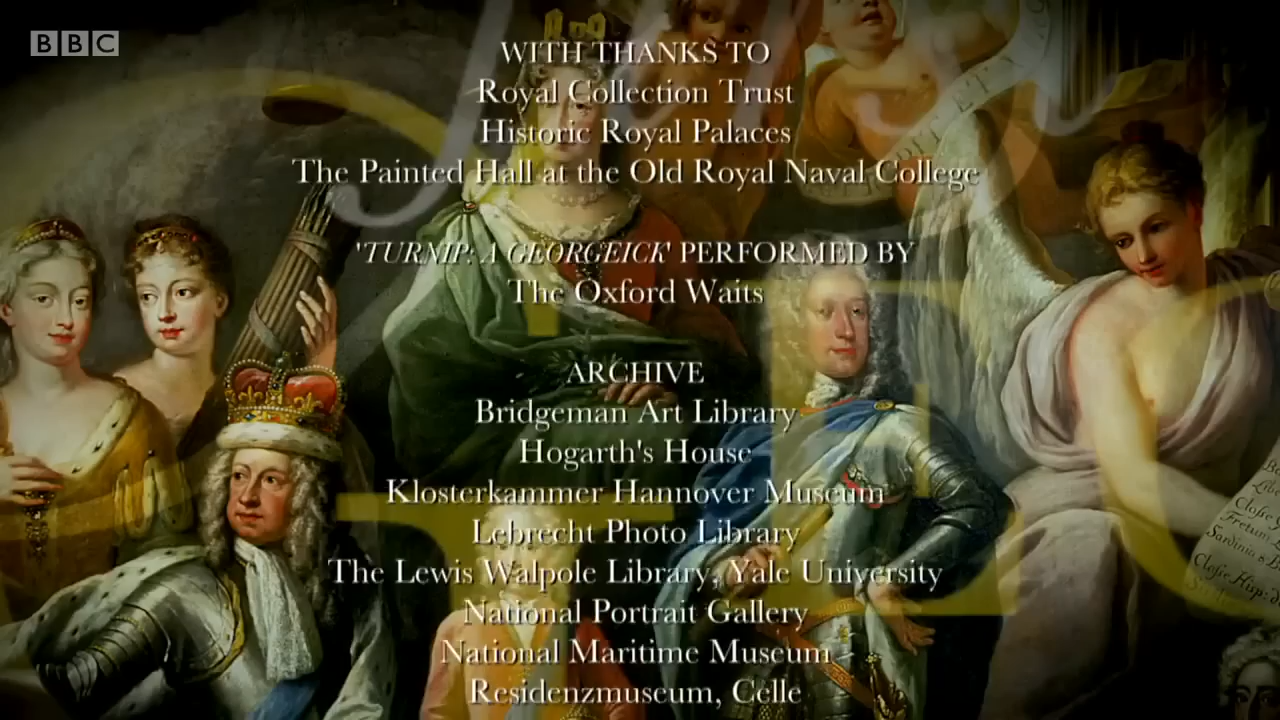 BBC
WITH THANKS TO
Royal Collection Trust
Historic Royal Palaces
The Painted Hall at the Old Royal Naval College
'TURNIP: A GEORGEICK' PERFORMED BY
The Oxford Waits
ARCHIVE
Bridgeman Art Library
Hogarth's House
Klosterkammer Hannover Museum
Lebrecht Photo Library
The Lewis Walpole Library, Yale University
National Portrait Gallery
National Maritime Museum
Residenzmuseum, Celle